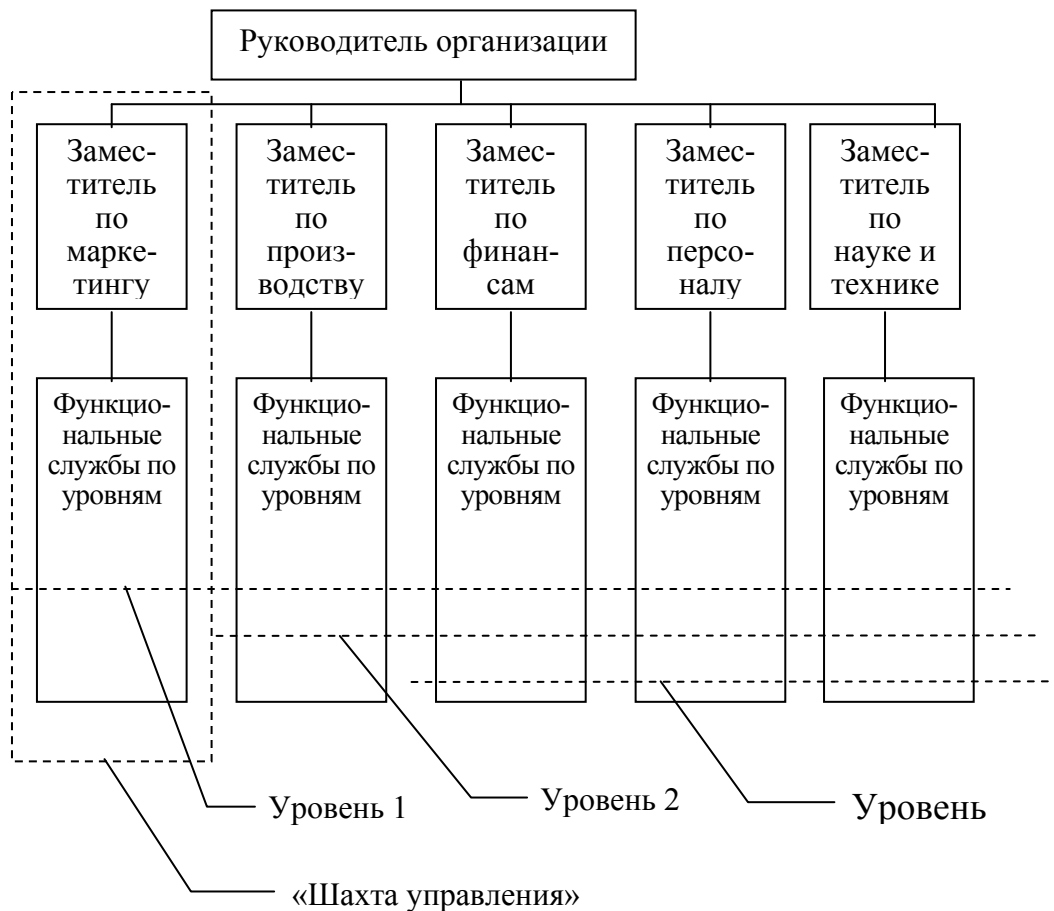 Руководитель организации
Замес-
титель
по
марке-
тингу
Замес-
титель
по
произ-
водству
Замес-
титель
по
финан-
сам
Замес-
титель
по
персо-
налу
Замес-
титель
по
науке и
технике
Функцио-
нальные
службы по
уровням
Функцио-
нальные
службы по
уровням
Функцио-
нальные
службы по
уровням
Функцио-
нальные
службы по
уровням
Функцио-
нальные
службы по
уровням
Уровень 1
Уровень 2
Уровень
«Шахта управления»